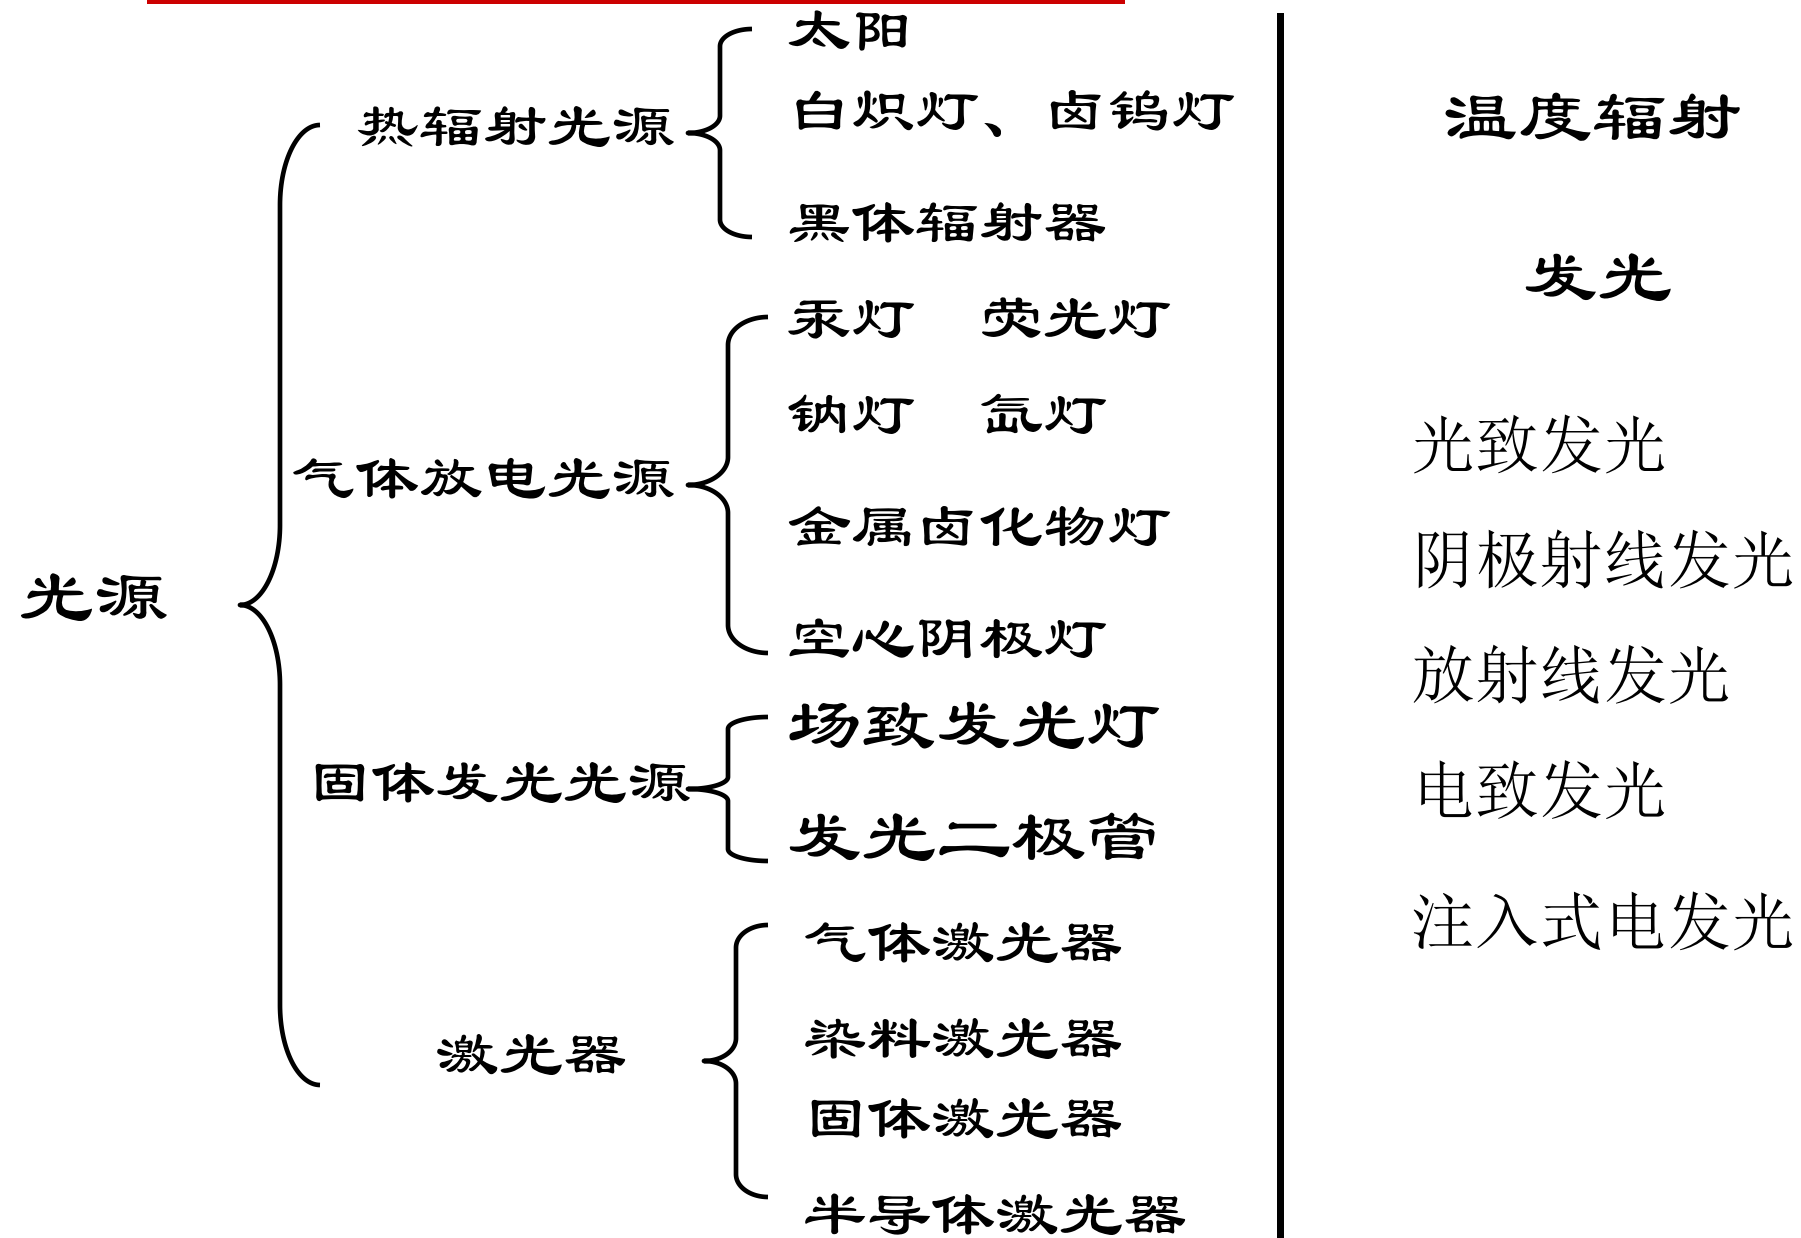 光源
热辐射光源
太阳
白炽灯、卤钨灯
黑体辐射器
气体放电光源
汞灯 荧光灯
钠灯 氙灯
金属卤化物灯
空心阴极灯
固体发光光源
场致发光灯
发光二极管
激光器
气体激光器
染料激光器
固体激光器
半导体激光器
温度辐射
发光
光致发光
阴极射线发光
放射线发光
电致发光
注入式电发光